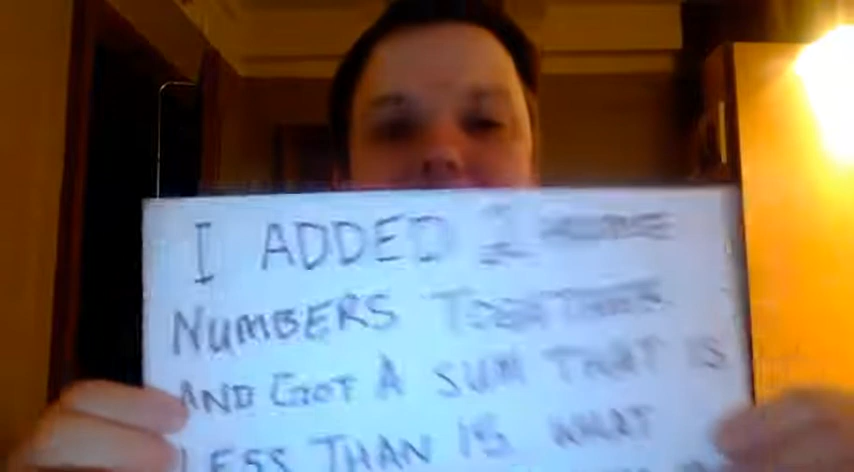 I ADDED 2
NUMBERS TOGETHER
AND GOT A SUM THAT IS
LESS THAN 15 WHAT